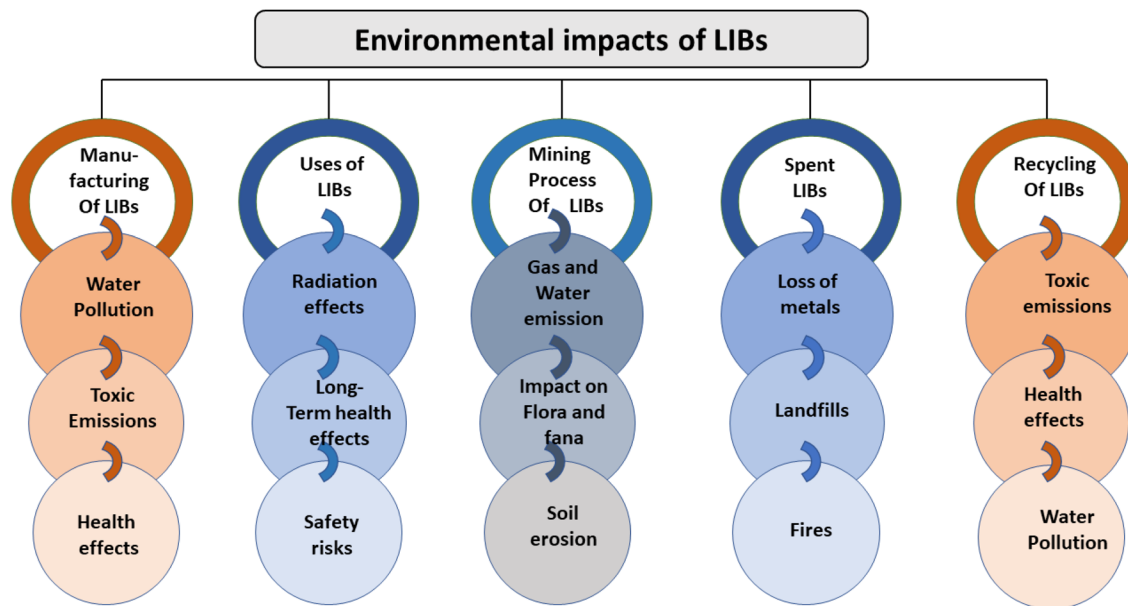 Environmental impacts of LIBs
Manu-
facturing
Of LIBs
Water
Pollution
Toxic
Emissions
Health
effects
Uses of
LIBs
Radiation
effects
Long-
Term health
effects
Safety
risks
Mining
Process
Of LIBs
Gas and
Water
emission
Impact on
Flora and
fana
Soil
erosion
Spent
LIBs
Loss of
metals
Landfills
Fires
Recycling
Of LIBs
Toxic
emissions
Health
effects
Water
Pollution